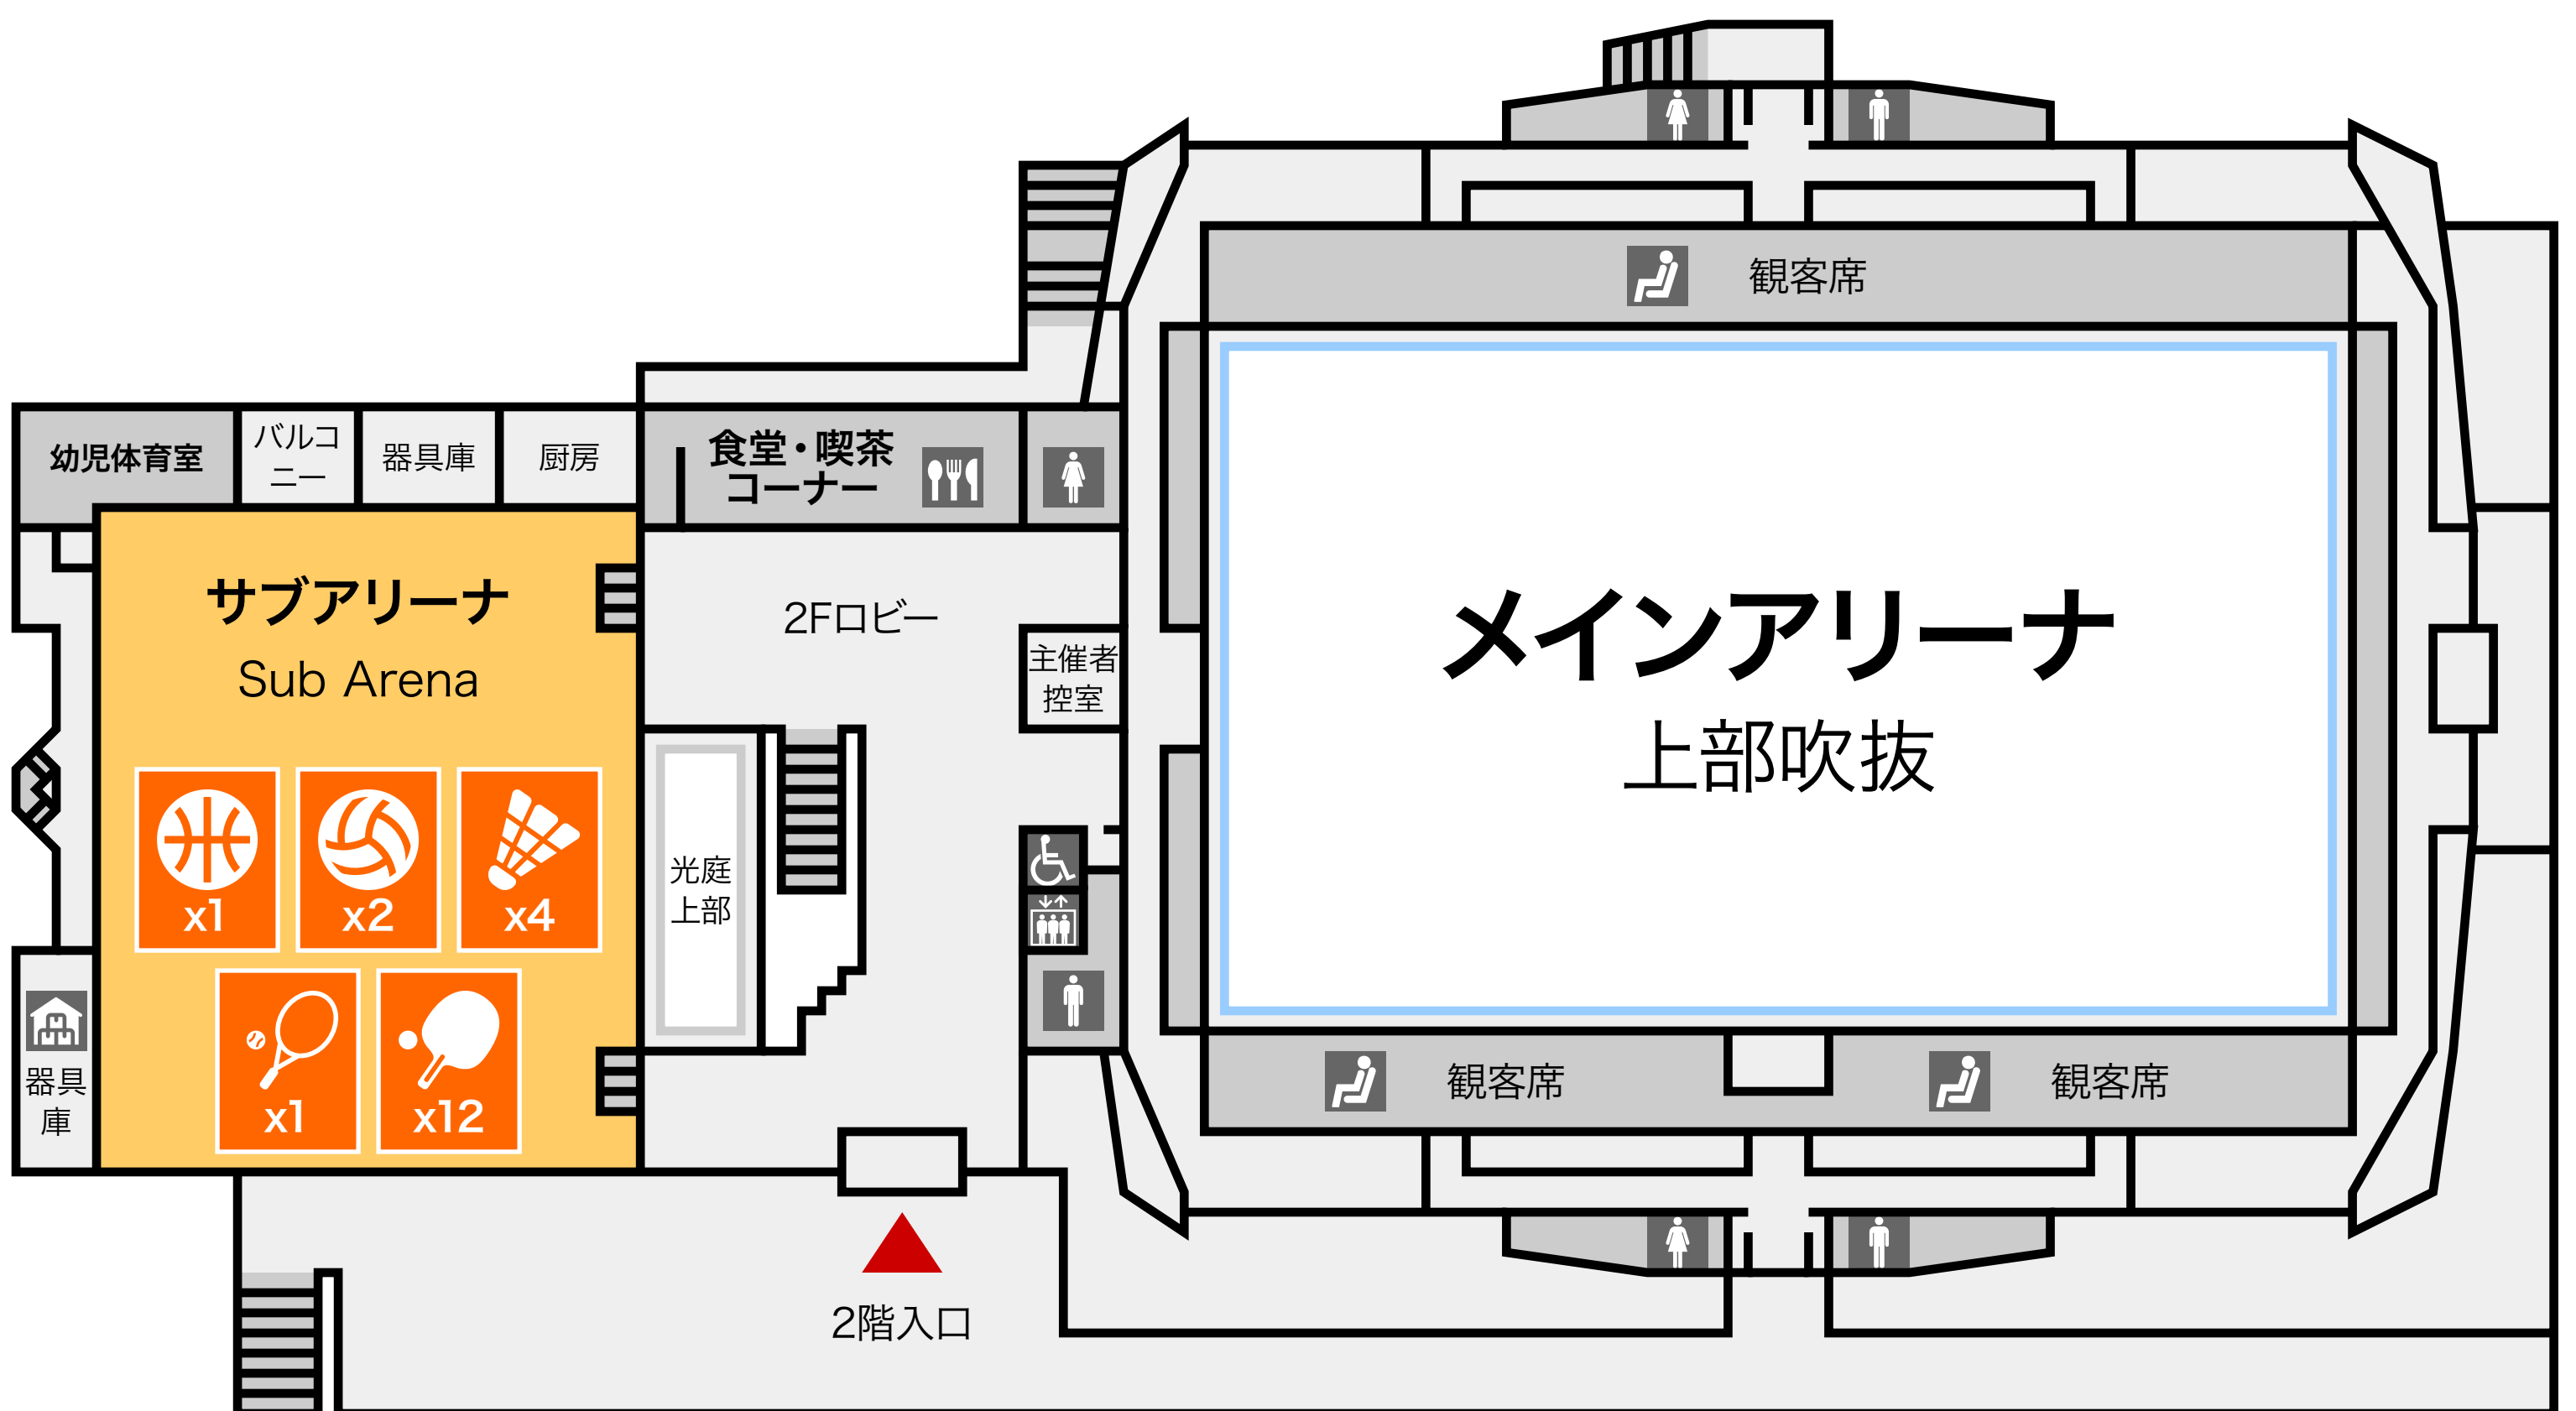 観客席
幼児体育室
バルコ
ニー
器具庫
厨房
食堂・喫茶
コーナー
サブアリーナ
Sub Arena
2Fロビー
主催者
控室
メインアリーナ
上部吹抜
光庭
上部
x1
x2
x4
x1
x12
器具
庫
観客席
観客席
2階入口